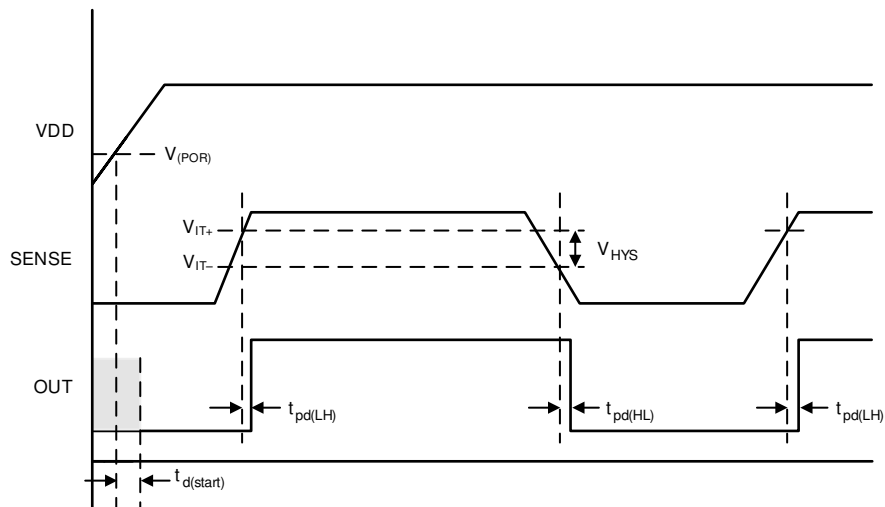 VDD
V(POR)
VIT+
SENSE
VIT–
VHYS
OUT
tpd(LH)
tpd(HL)
tpd(LH)
td(start)